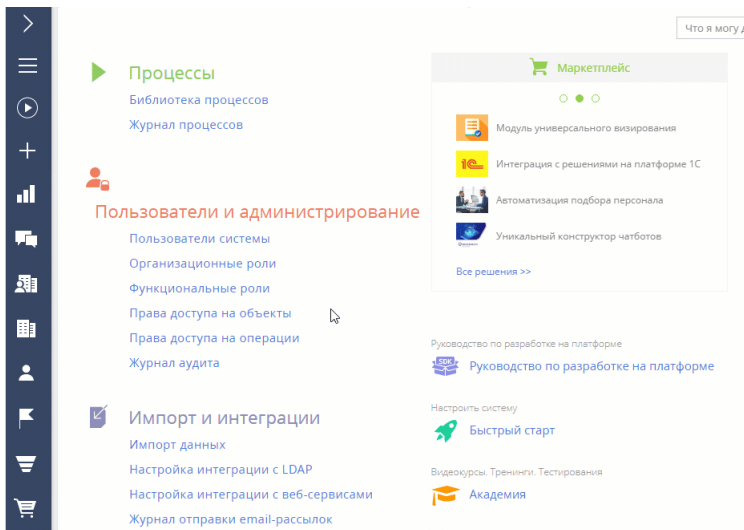 Что я могу
Процессы
Библиотека процессов
Журнал процессов
Пользователи и администрирование
Пользователи системы
Организационные роли
Функциональные роли
Права доступа на объекты
Права доступа на операции
Журнал аудита
Импорт и интеграции
Импорт данных
Настройка интеграции с LDAP
Настройка интеграции с веб-сервисами
Журнал отправки email-рассылок
Маркетплейс
Модуль универсального визирования
1С
Интеграция с решениями на платформе 1С
Автоматизация подбора персонала
Уникальный конструктор чатботов
Все решения >>
Руководство по разработке на платформе
SDK
Руководство по разработке на платформе
Настроить систему
Быстрый старт
Видеокурсы. Тренинги. Тестирования
Академия